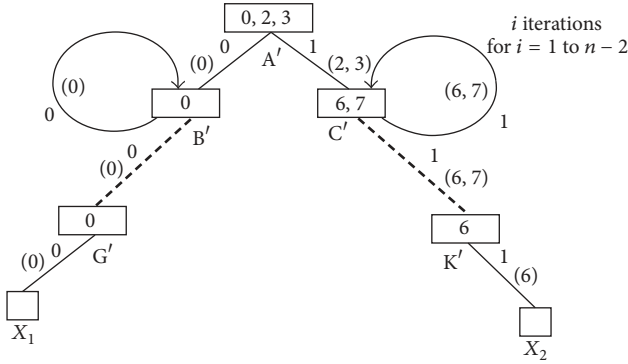 0, 2, 3
i iterations
for i = 1 to n − 2
0
1
A′
(0)
(2, 3)
(0)
0
0
B′
6, 7
C′
(6, 7)
1
0
(0)
1
(6, 7)
0
G′
6
K′
0
(0)
1
(6)
X₁
X₂